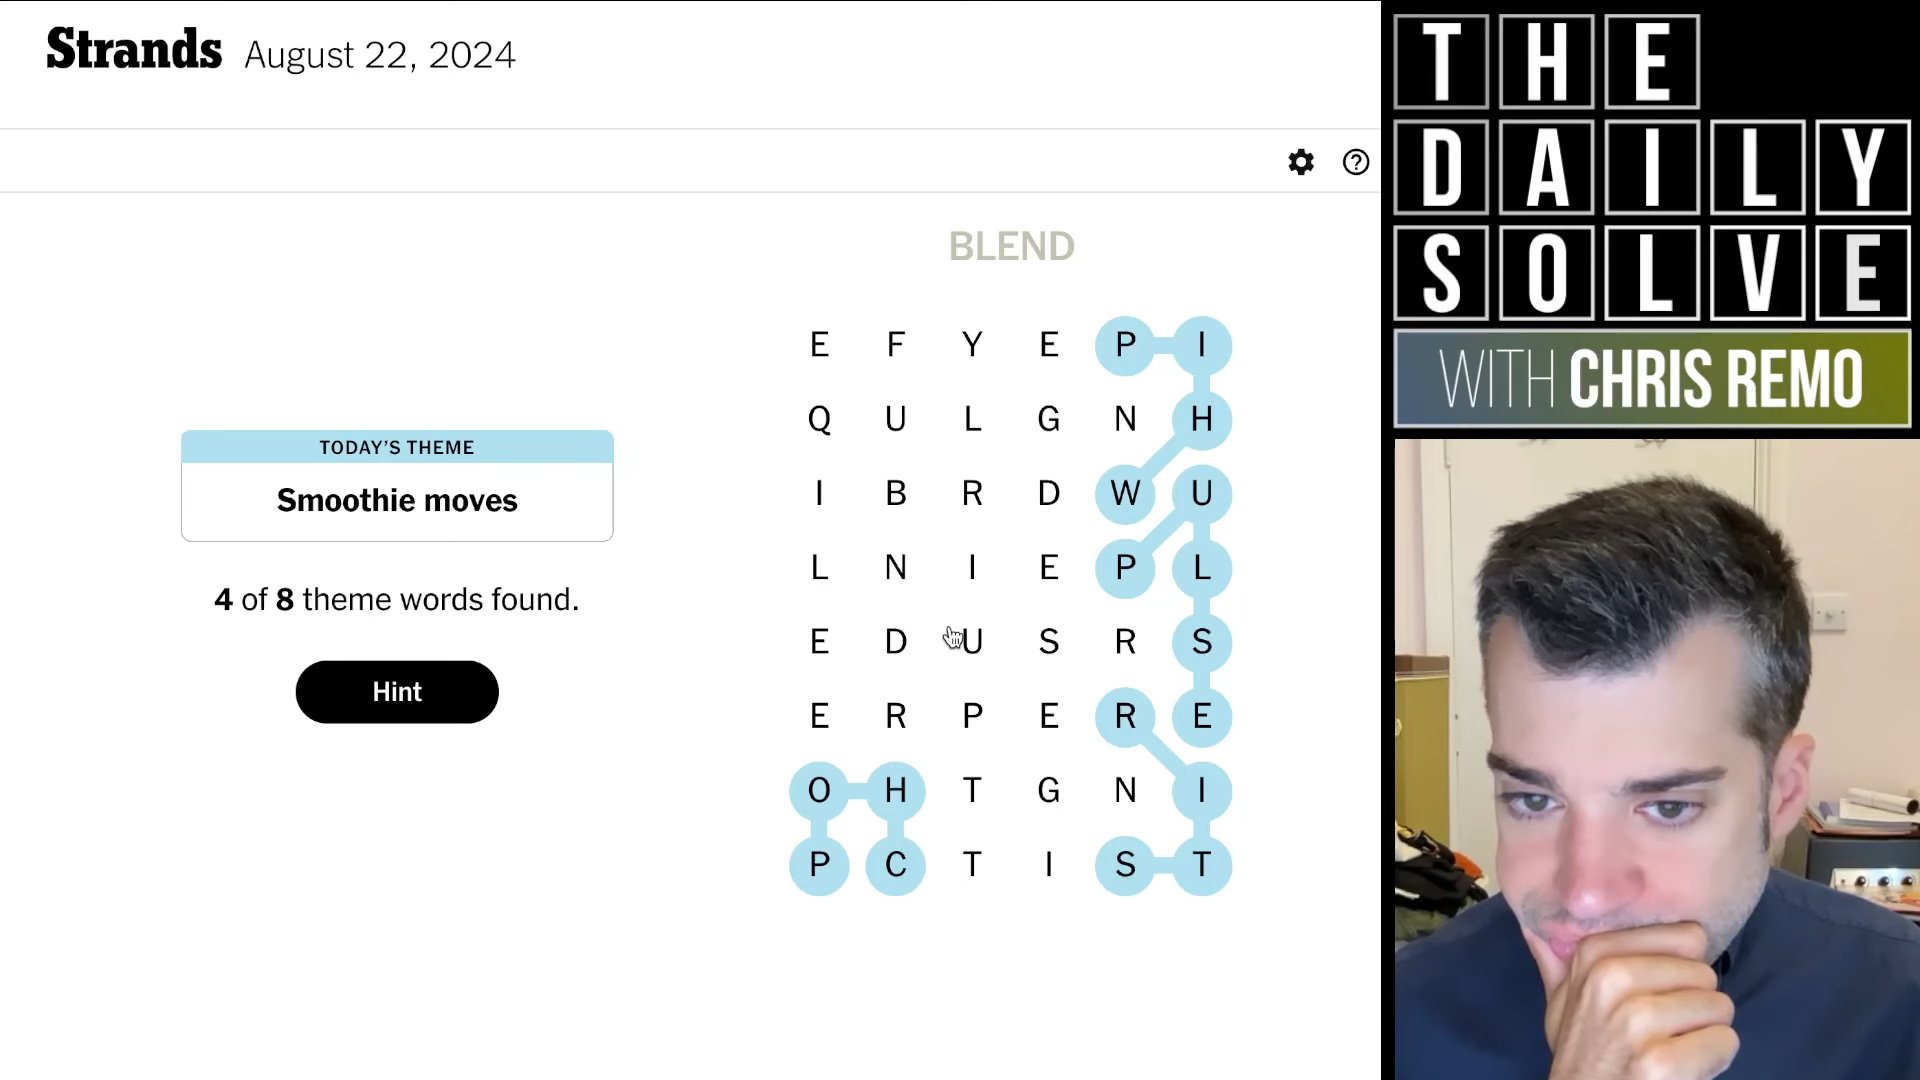 Strands August 22, 2024
BLEND
TODAY'S THEME
Smoothie moves
4 of 8 theme words found.
Hint
E F Y E P I
Q U L G N H
I B R D W U
L N I E P L
E D U S R S
E R P E R E
O H T G N I
P C T I S T
THE
DAILY
SOLVE
WITH CHRIS REMO